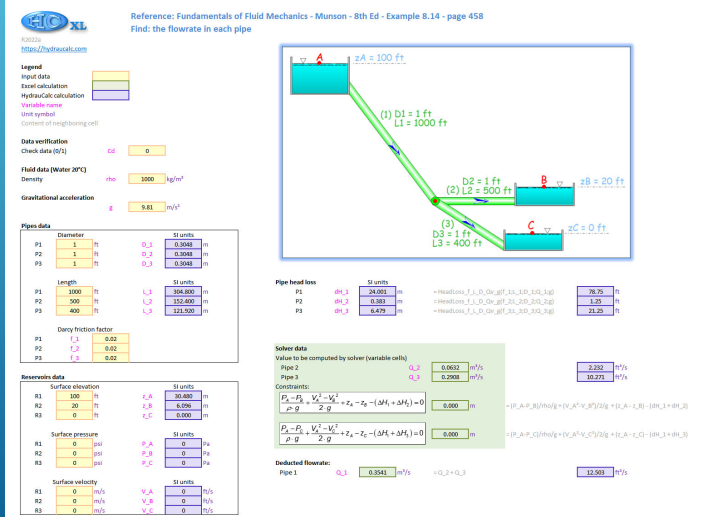 HC XL
Reference: Fundamentals of Fluid Mechanics - Munson - 8th Ed - Example 8.14 - page 458
Find: the flowrate in each pipe
R2022a
https://hydraucalc.com
Legend
Input data
Excel calculation
HydrauCalc calculation
Variable name
Unit symbol
Content of neighboring cell
Data verification
Check data (0/1) Cd 0
Fluid data (Water 20°C)
Density rho 1000 kg/m³
Gravitational acceleration
g 9.81 m/s²
A zA = 100 ft
(1) D1 = 1 ft
L1 = 1000 ft
D2 = 1 ft
(2) L2 = 500 ft
B zB = 20 ft
(3)
D3 = 1 ft
L3 = 400 ft
C zC = 0 ft
Pipes data
Diameter SI units
P1 1 ft D_1 0.3048 m
P2 1 ft D_2 0.3048 m
P3 1 ft D_3 0.3048 m
Length SI units
P1 1000 ft L_1 304.800 m
P2 500 ft L_2 152.400 m
P3 400 ft L_3 121.920 m
Darcy friction factor
P1 f_1 0.02
P2 f_2 0.02
P3 f_3 0.02
Pipe head loss SI units
P1 dH_1 24.001 m =HeadLoss_f_L_D_Qv_g(f_1;L_1;D_1;Q_1;g) 78.75 ft
P2 dH_2 0.383 m =HeadLoss_f_L_D_Qv_g(f_2;L_2;D_2;Q_2;g) 1.25 ft
P3 dH_3 6.479 m =HeadLoss_f_L_D_Qv_g(f_3;L_3;D_3;Q_3;g) 21.25 ft
Reservoirs data
Surface elevation SI units
R1 100 ft z_A 30.480 m
R2 20 ft z_B 6.096 m
R3 0 ft z_C 0.000 m
Surface pressure SI units
R1 0 psi P_A 0 Pa
R2 0 psi P_B 0 Pa
R3 0 psi P_C 0 Pa
Surface velocity SI units
R1 0 m/s V_A 0 ft/s
R2 0 m/s V_B 0 ft/s
R3 0 m/s V_C 0 ft/s
Solver data
Value to be computed by solver (variable cells)
Pipe 2 Q_2 0.0632 m³/s 2.232 ft³/s
Pipe 3 Q_3 0.2908 m³/s 10.271 ft³/s
Constraints:
(P_A − P_B)/(ρ·g) + (V_A² − V_B²)/(2·g) + z_A − z_B − (ΔH_1 + ΔH_2) = 0 0.000 m = (P_A-P_B)/rho/g + (V_A²-V_B²)/2/g + (z_A - z_B) - (dH_1 + dH_2)
(P_A − P_C)/(ρ·g) + (V_A² − V_C²)/(2·g) + z_A − z_C − (ΔH_1 + ΔH_3) = 0 0.000 m = (P_A-P_C)/rho/g + (V_A²-V_C²)/2/g + (z_A - z_C) - (dH_1 + dH_3)
Deducted flowrate:
Pipe 1 Q_1 0.3541 m³/s = Q_2 + Q_3 12.503 ft³/s